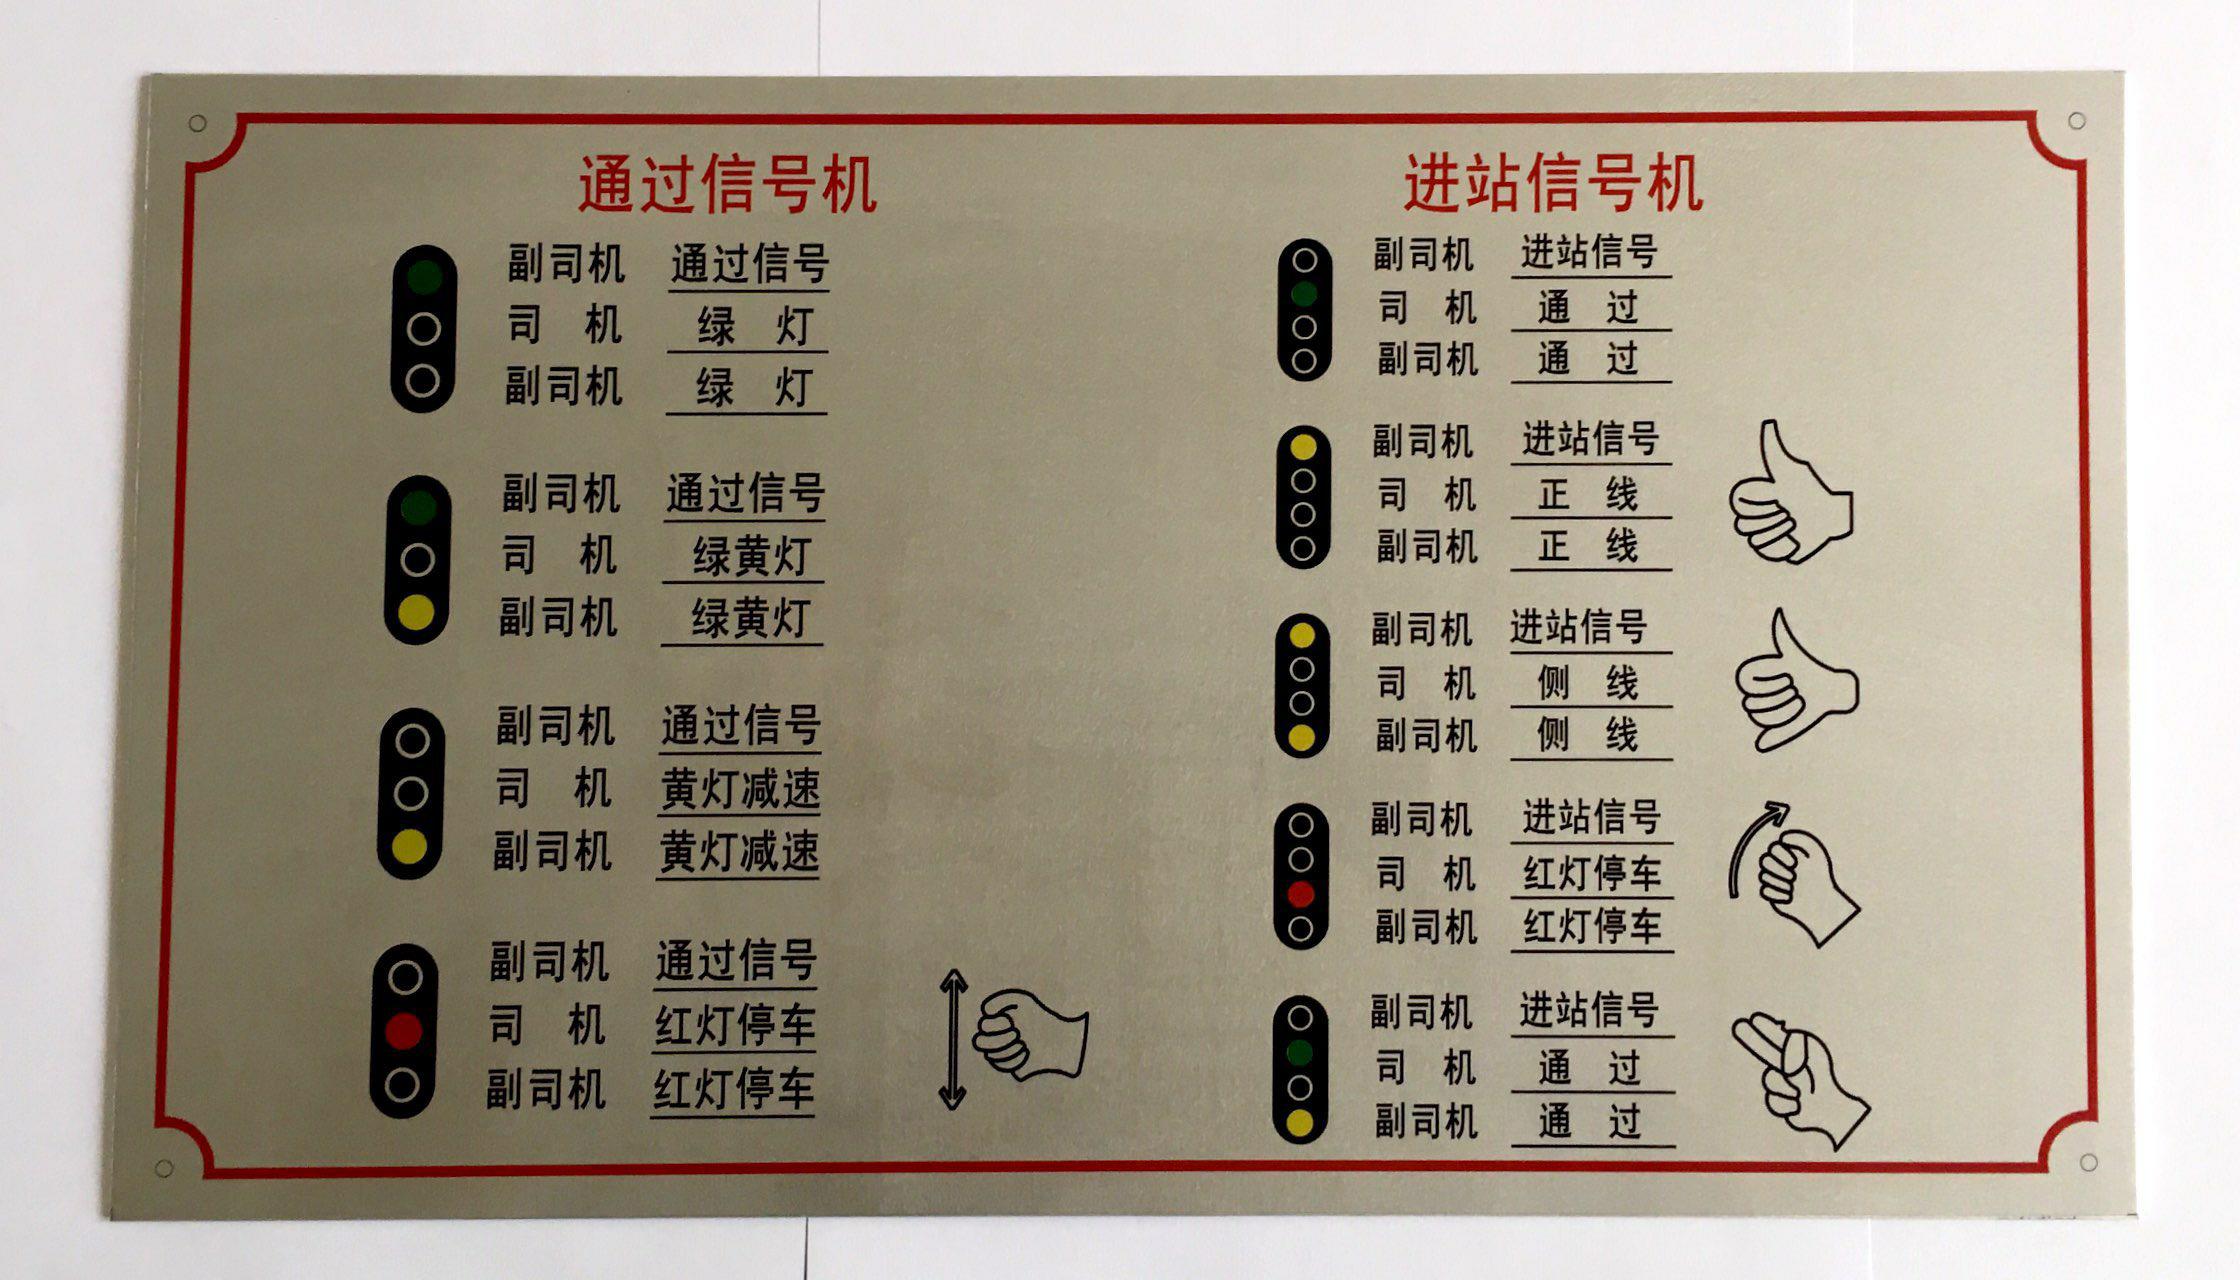 通过信号机
副司机 通过信号
司 机 绿 灯
副司机 绿 灯
副司机 通过信号
司 机 绿黄灯
副司机 绿黄灯
副司机 通过信号
司 机 黄灯减速
副司机 黄灯减速
副司机 通过信号
司 机 红灯停车
副司机 红灯停车
进站信号机
副司机 进站信号
司 机 通 过
副司机 通 过
副司机 进站信号
司 机 正 线
副司机 正 线
副司机 进站信号
司 机 侧 线
副司机 侧 线
副司机 进站信号
司 机 红灯停车
副司机 红灯停车
副司机 进站信号
司 机 通 过
副司机 通 过